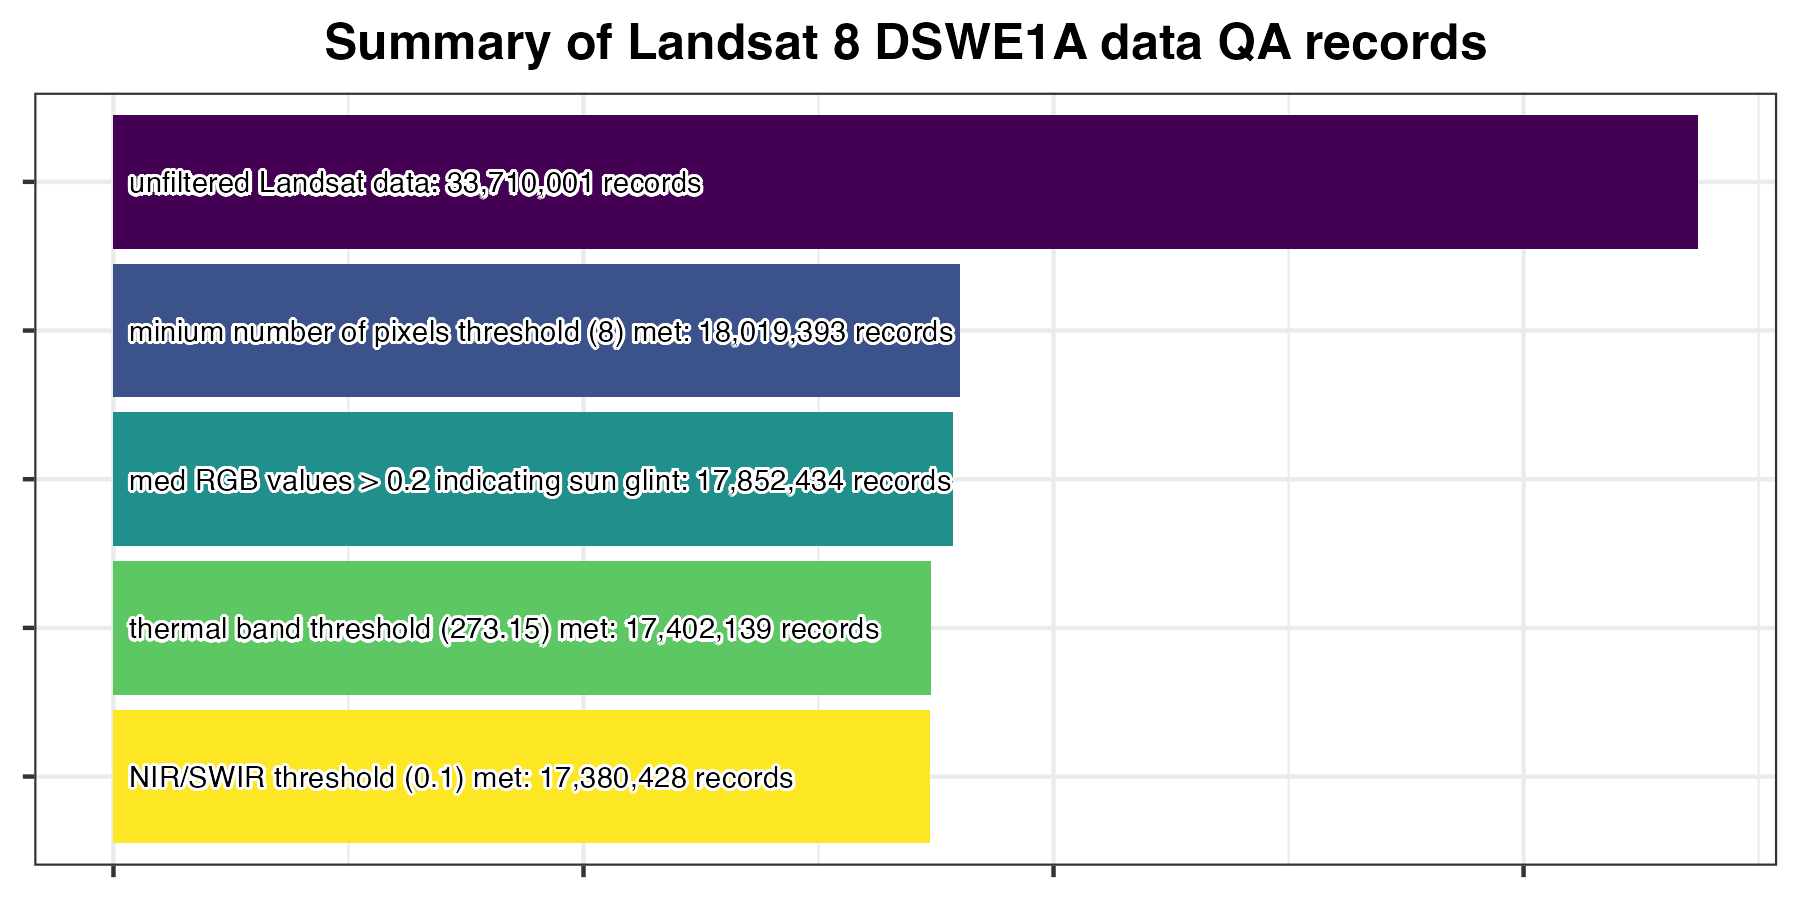 Summary of Landsat 8 DSWE1A data QA records
unfiltered Landsat data: 33,710,001 records
minium number of pixels threshold (8) met: 18,019,393 records
med RGB values > 0.2 indicating sun glint: 17,852,434 records
thermal band threshold (273.15) met: 17,402,139 records
NIR/SWIR threshold (0.1) met: 17,380,428 records